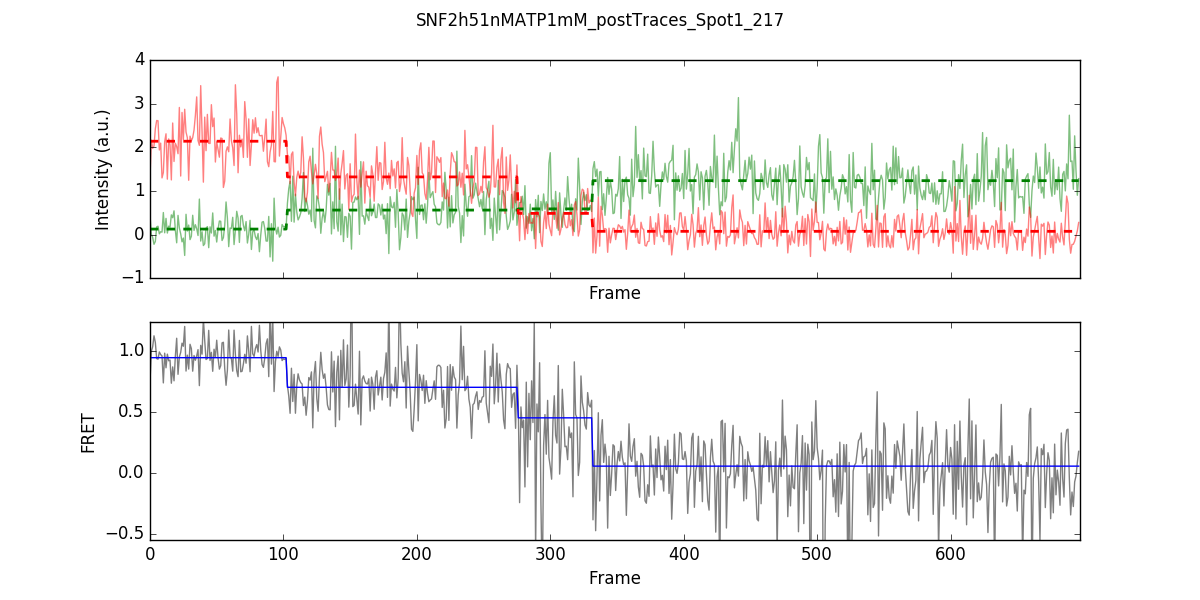 SNF2h51nMATP1mM_postTraces_Spot1_217
4
3
2
1
0
−1
Intensity (a.u.)
Frame
1.0
0.5
0.0
−0.5
FRET
0 100 200 300 400 500 600
Frame